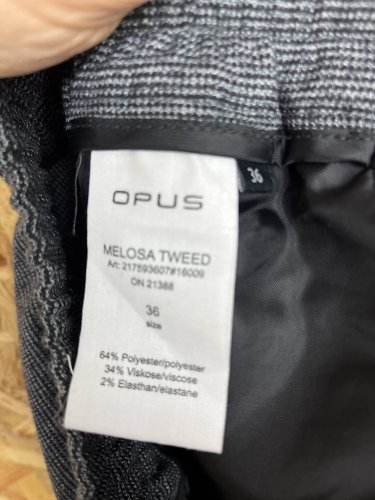 OPUS
36
MELOSA TWEED
Art: 217593607#16009
ON 21388
36
size
64% Polyester/polyester
34% Viskose/viscose
2% Elasthan/elastane